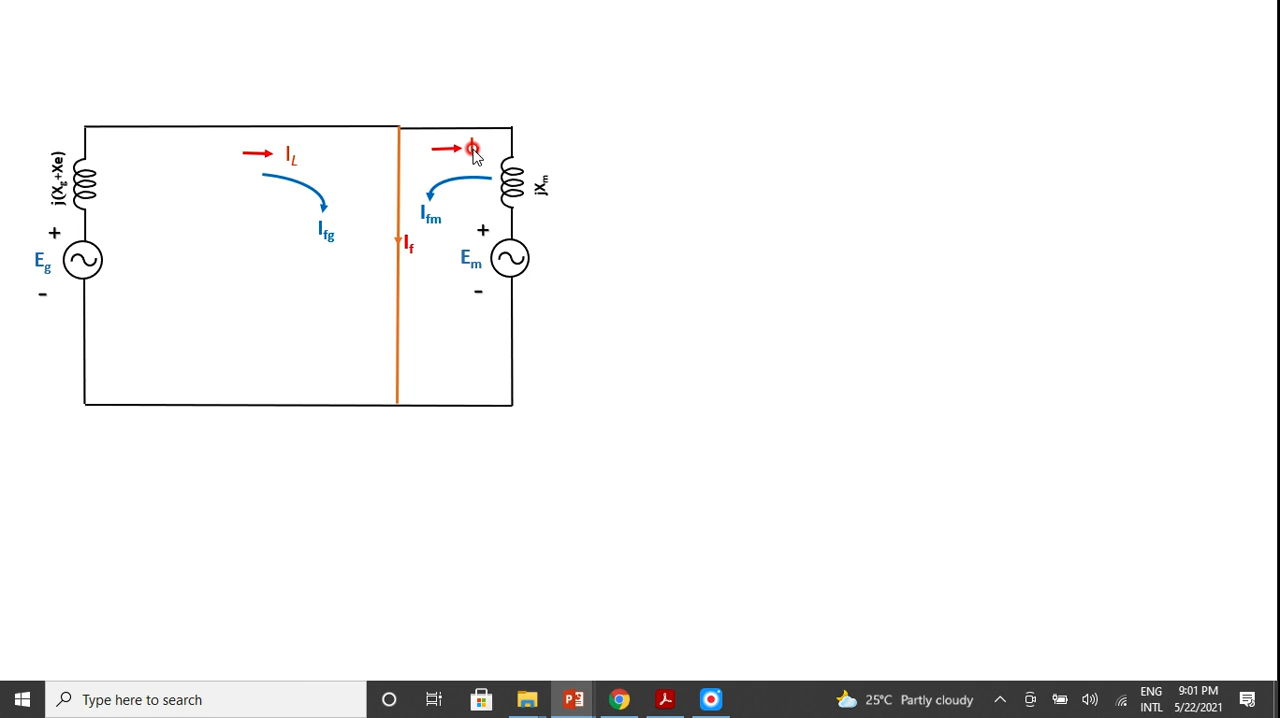 I_L
j(X_g+Xe)
I_fm
jX_m
I_fg
+
+
I_f
E_g
E_m
-
-
Type here to search
25°C Partly cloudy
ENG
INTL
9:01 PM
5/22/2021